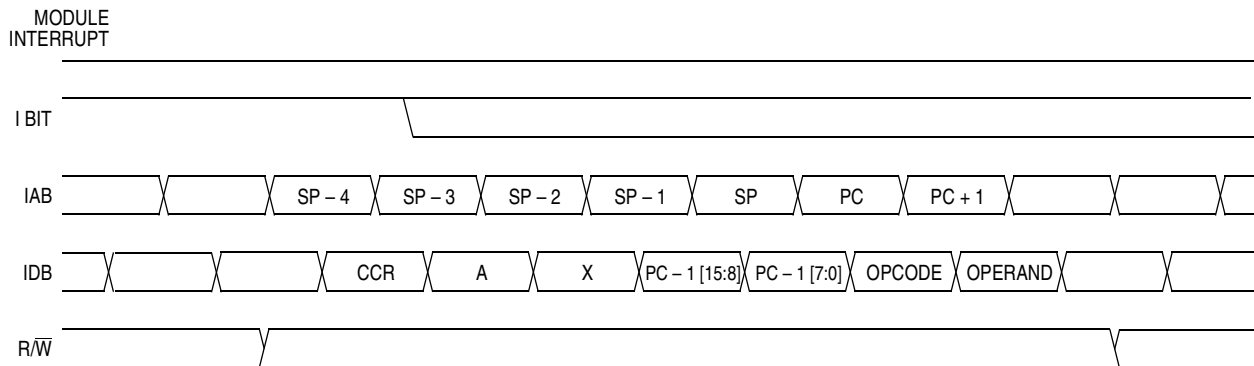 MODULE
INTERRUPT
I BIT
IAB SP – 4 SP – 3 SP – 2 SP – 1 SP PC PC + 1
IDB CCR A X PC – 1 [15:8] PC – 1 [7:0] OPCODE OPERAND
R/W̅